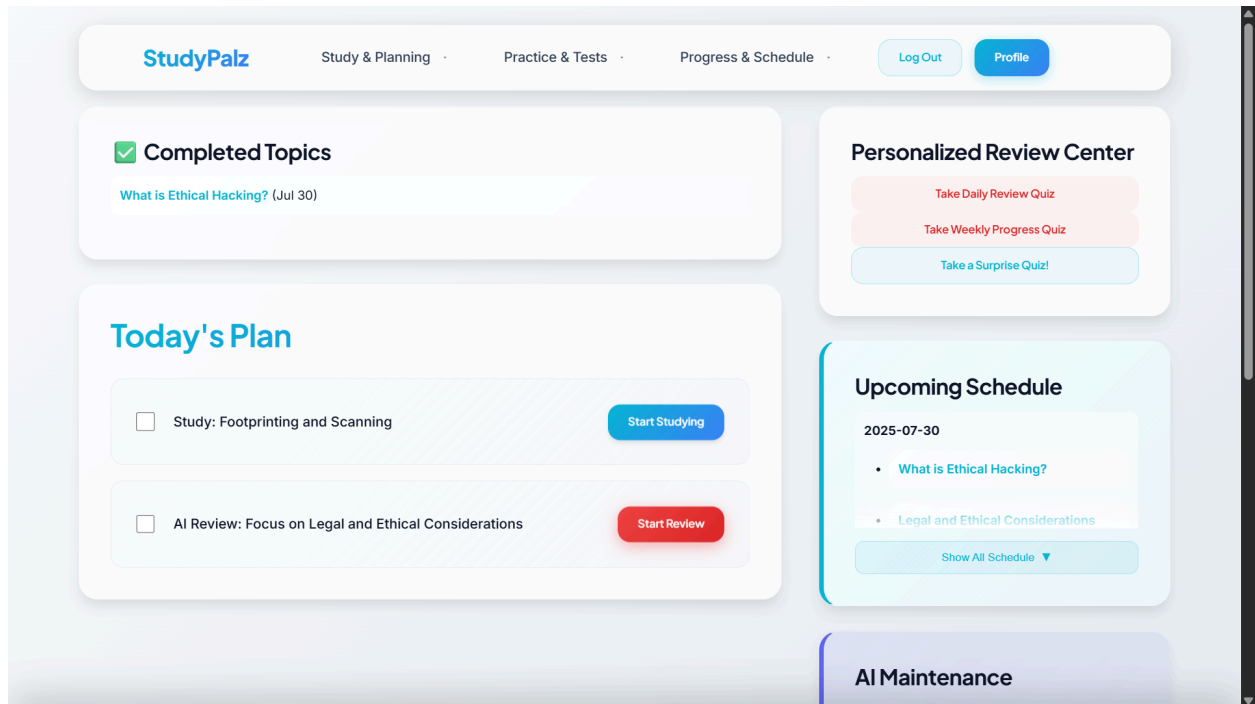 StudyPalz
Study & Planning
Practice & Tests
Progress & Schedule
Log Out
Profile
Completed Topics
What is Ethical Hacking? (Jul 30)
Today's Plan
Study: Footprinting and Scanning
Start Studying
AI Review: Focus on Legal and Ethical Considerations
Start Review
Personalized Review Center
Take Daily Review Quiz
Take Weekly Progress Quiz
Take a Surprise Quiz!
Upcoming Schedule
2025-07-30
• What is Ethical Hacking?
• Legal and Ethical Considerations
Show All Schedule ▼
AI Maintenance